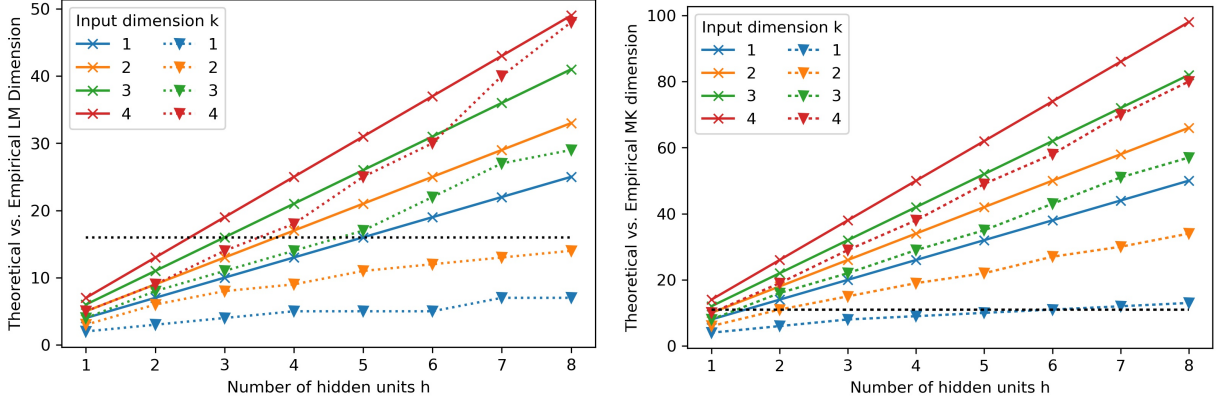 Theoretical vs. Empirical LM Dimension
50
40
30
20
10
0
Input dimension k
1 1
2 2
3 3
4 4
1 2 3 4 5 6 7 8
Number of hidden units h
Theoretical vs. Empirical MK dimension
100
80
60
40
20
0
Input dimension k
1 1
2 2
3 3
4 4
1 2 3 4 5 6 7 8
Number of hidden units h